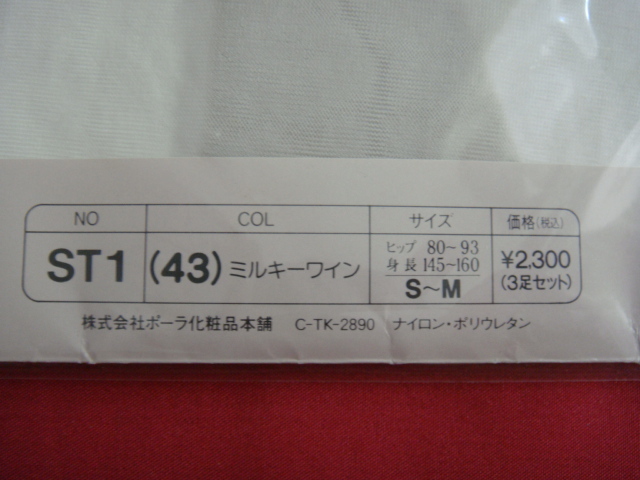 NO COL サイズ 価格(税込)
ST1 (43)ミルキーワイン ヒップ 80〜93 ¥2,300
身長 145〜160 (3足セット)
S〜M
株式会社ポーラ化粧品本舗 C-TK-2890 ナイロン・ポリウレタン